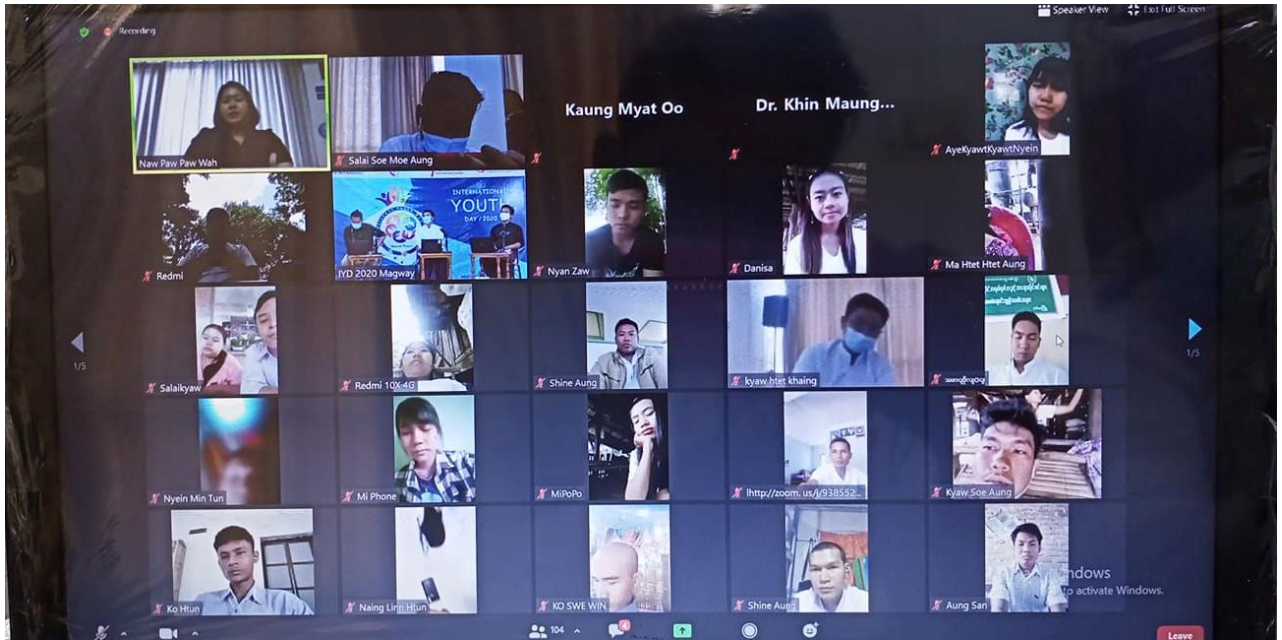 Speaker View
Exit Full Screen
Recording
Naw Paw Paw Wah
Salai Soe Moe Aung
Kaung Myat Oo
Dr. Khin Maung...
AyeKyawtKyawtNyein
Redmi
INTERNATIONAL
YOUTH
DAY / 2020
IYD 2020 Magway
Nyan Zaw
Danisa
Ma Htet Htet Aung
1/5
1/5
Salaikyaw
Redmi 10X 4G
Shine Aung
kyaw htet khaing
Nyein Min Tun
Mi Phone
MiPoPo
lhttp://zoom. us/j/938552...
Kyaw Soe Aung
Ko Htun
Naing Linn Htun
KO SWE WIN
Shine Aung
Aung San
ndows
to activate Windows.
104
4
Leave